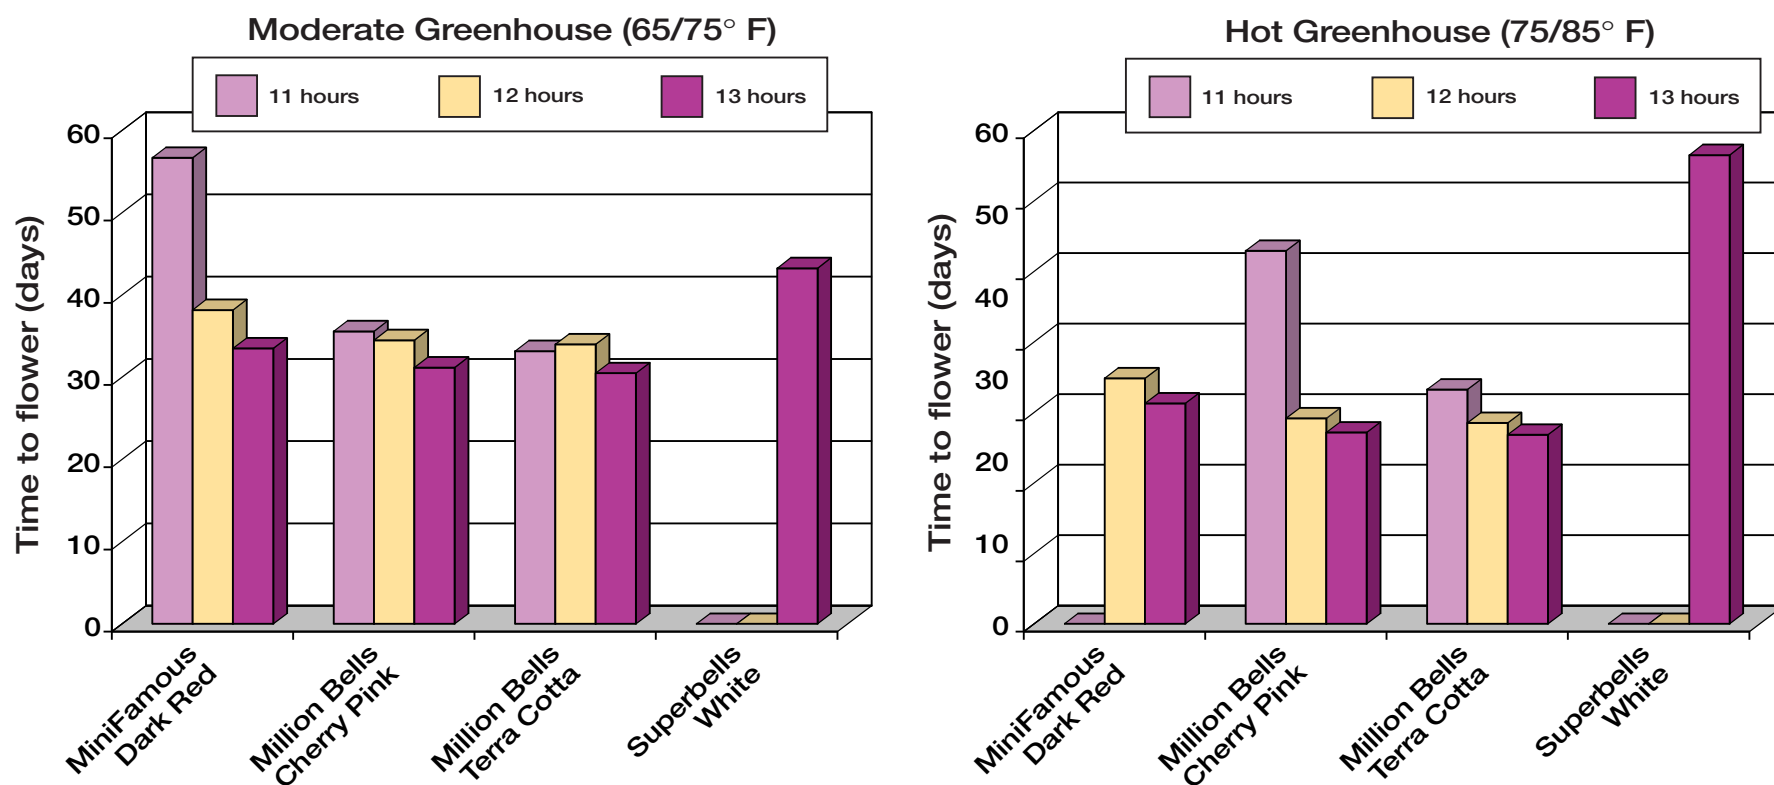 Moderate Greenhouse (65/75° F)
11 hours
12 hours
13 hours
Time to flower (days)
60
50
40
30
20
10
0
MiniFamous
Dark Red
Million Bells
Cherry Pink
Million Bells
Terra Cotta
Superbells
White
Hot Greenhouse (75/85° F)
11 hours
12 hours
13 hours
Time to flower (days)
60
50
40
30
20
10
0
MiniFamous
Dark Red
Million Bells
Cherry Pink
Million Bells
Terra Cotta
Superbells
White